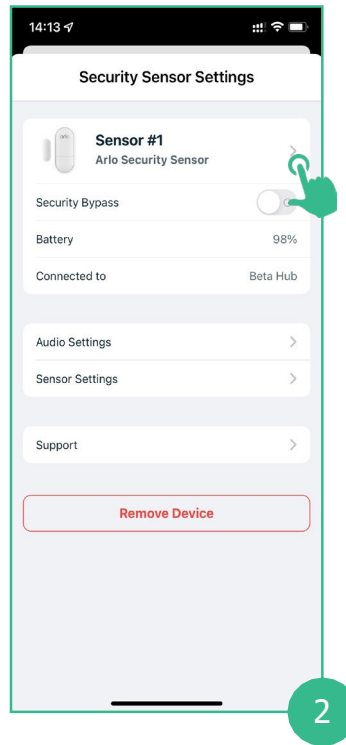 14:13
Security Sensor Settings
arlo
Sensor #1
Arlo Security Sensor
Security Bypass
Battery 98%
Connected to Beta Hub
Audio Settings
Sensor Settings
Support
Remove Device
2